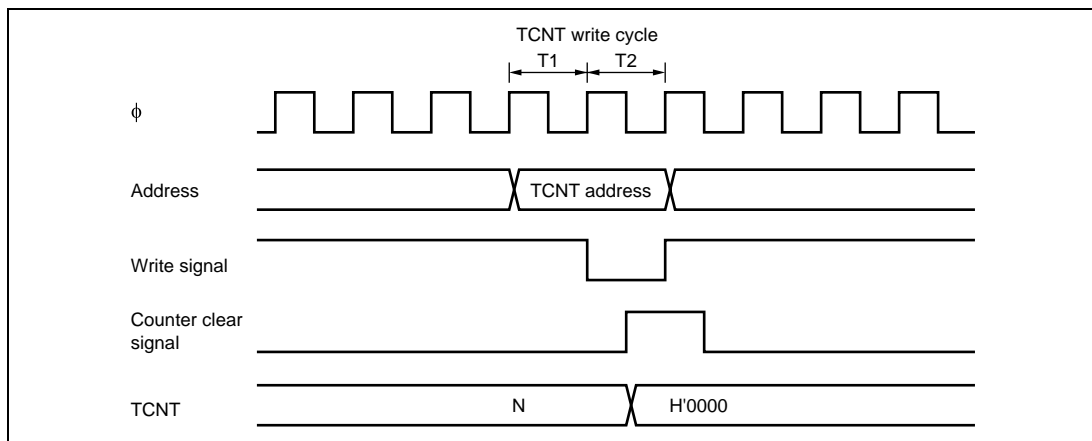 TCNT write cycle
T1 T2
ϕ
Address
TCNT address
Write signal
Counter clear
signal
TCNT
N
H'0000